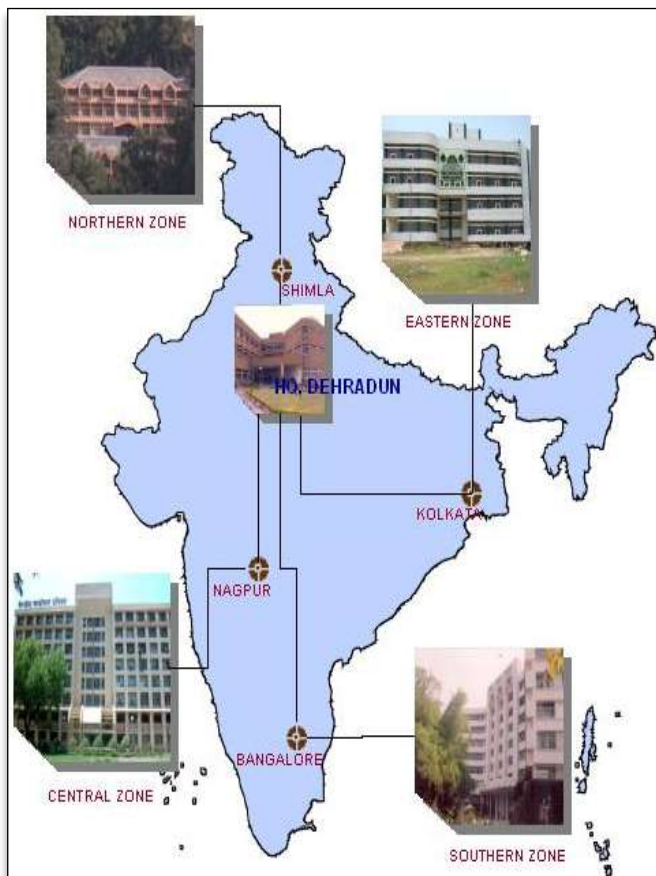 NORTHERN ZONE
SHIMLA
EASTERN ZONE
HQ. DEHRADUN
KOLKATA
NAGPUR
BANGALORE
CENTRAL ZONE
SOUTHERN ZONE